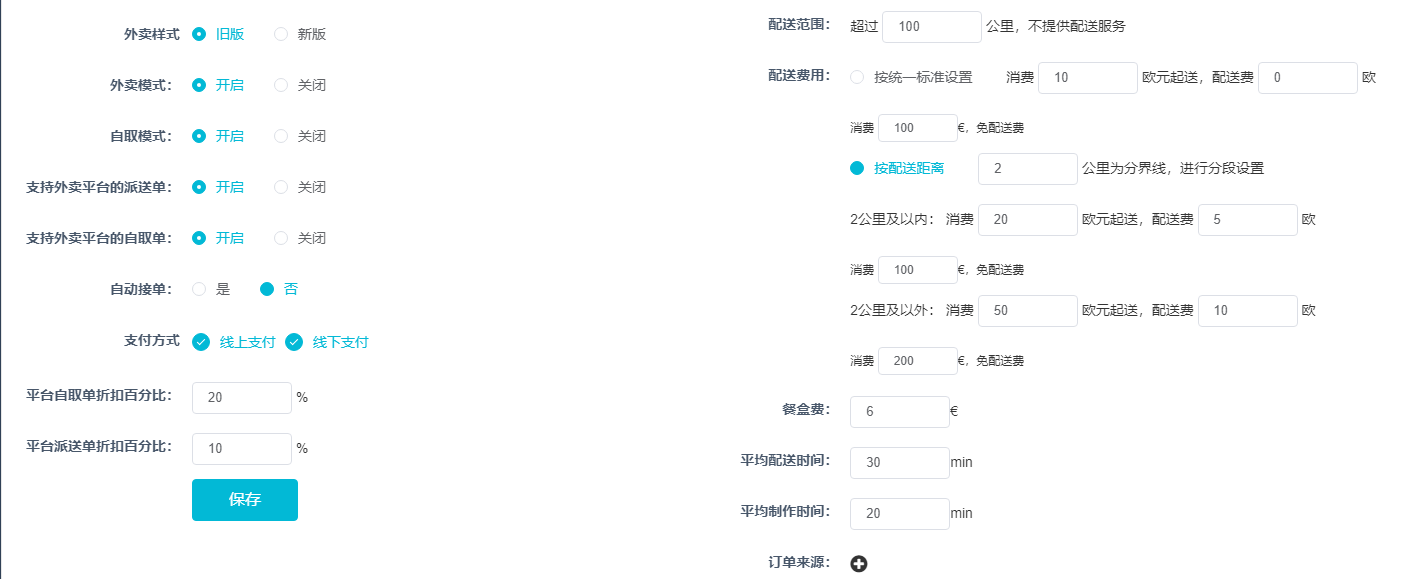 外卖样式 旧版 新版
外卖模式： 开启 关闭
自取模式： 开启 关闭
支持外卖平台的派送单： 开启 关闭
支持外卖平台的自取单： 开启 关闭
自动接单： 是 否
支付方式 线上支付 线下支付
平台自取单折扣百分比： 20 %
平台派送单折扣百分比： 10 %
保存
配送范围： 超过 100 公里，不提供配送服务
配送费用： 按统一标准设置 消费 10 欧元起送，配送费 0 欧
消费 100 €，免配送费
按配送距离 2 公里为分界线，进行分段设置
2公里及以内： 消费 20 欧元起送，配送费 5 欧
消费 100 €，免配送费
2公里及以外： 消费 50 欧元起送，配送费 10 欧
消费 200 €，免配送费
餐盒费： 6 €
平均配送时间： 30 min
平均制作时间： 20 min
订单来源：